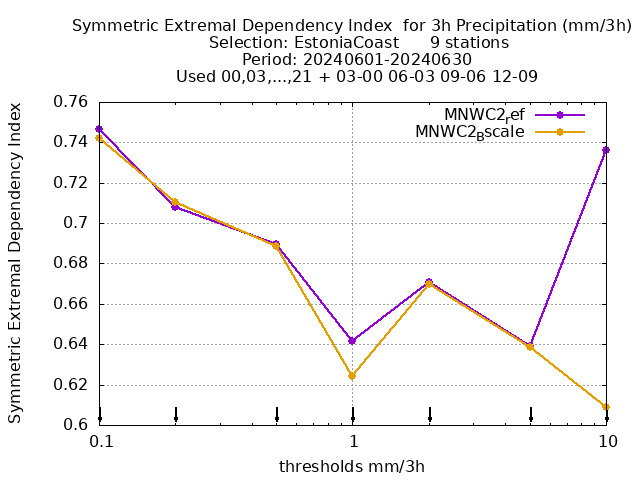 Symmetric Extremal Dependency Index  for 3h Precipitation (mm/3h)
Selection: EstoniaCoast      9 stations
Period: 20240601-20240630
Used 00,03,...,21 + 03-00 06-03 09-06 12-09
MNWC2_ref
MNWC2_Bscale
Symmetric Extremal Dependency Index
0.76
0.74
0.72
0.7
0.68
0.66
0.64
0.62
0.6
0.1 1 10
thresholds mm/3h